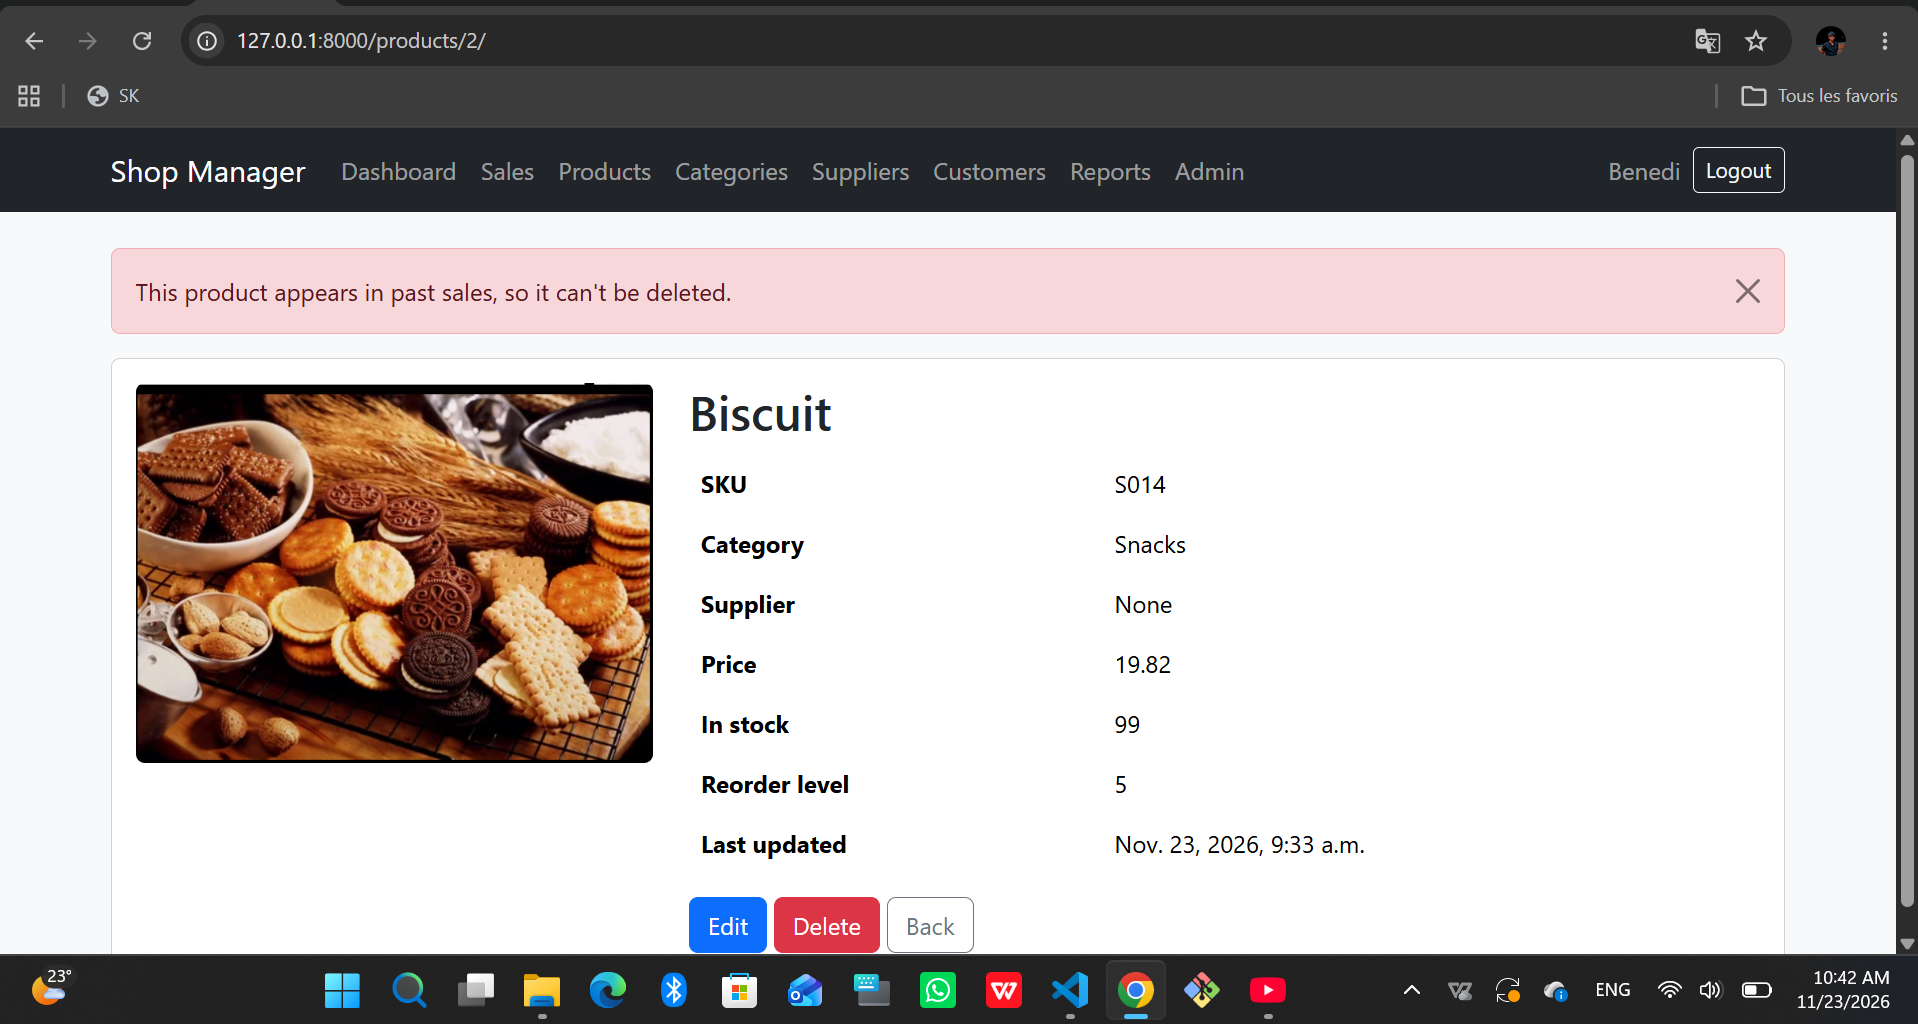 127.0.0.1:8000/products/2/
SK
Tous les favoris
Shop Manager Dashboard Sales Products Categories Suppliers Customers Reports Admin Benedi Logout
This product appears in past sales, so it can't be deleted.
Biscuit
SKU S014
Category Snacks
Supplier None
Price 19.82
In stock 99
Reorder level 5
Last updated Nov. 23, 2026, 9:33 a.m.
Edit Delete Back
23°
ENG
10:42 AM
11/23/2026